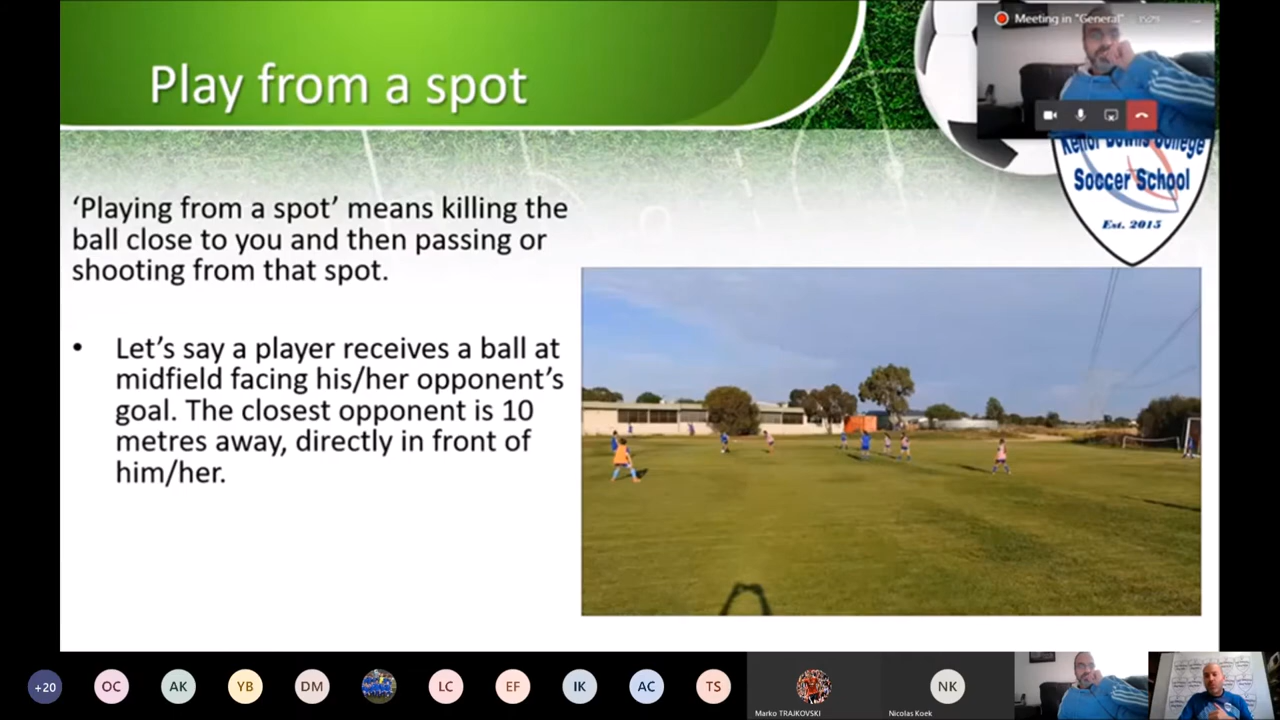 Play from a spot
Meeting in "General"
Soccer School
Est. 2015
'Playing from a spot' means killing the
ball close to you and then passing or
shooting from that spot.
• Let's say a player receives a ball at
midfield facing his/her opponent's
goal. The closest opponent is 10
metres away, directly in front of
him/her.
+20
OC
AK
YB
DM
LC
EF
IK
AC
TS
NK
Marko TRAJKOVSKI
Nicolas Koek